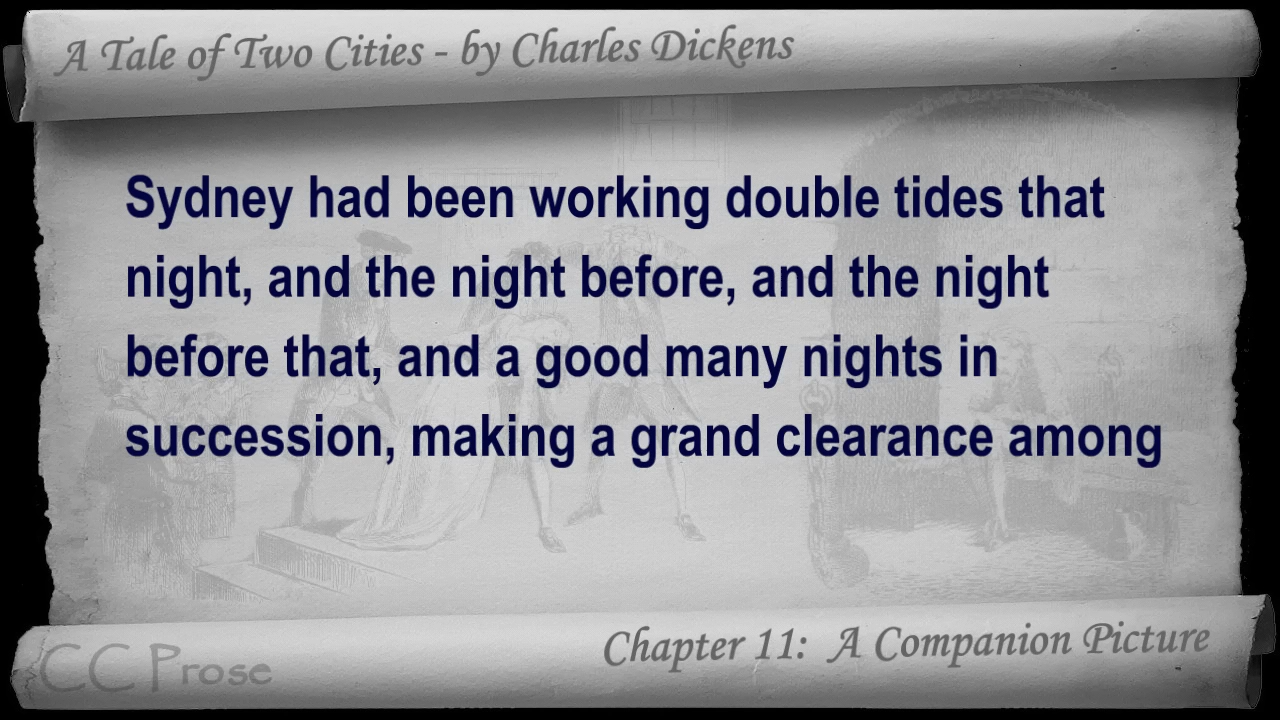 A Tale of Two Cities - by Charles Dickens
Sydney had been working double tides that
night, and the night before, and the night
before that, and a good many nights in
succession, making a grand clearance among
Chapter 11: A Companion Picture
CC Prose